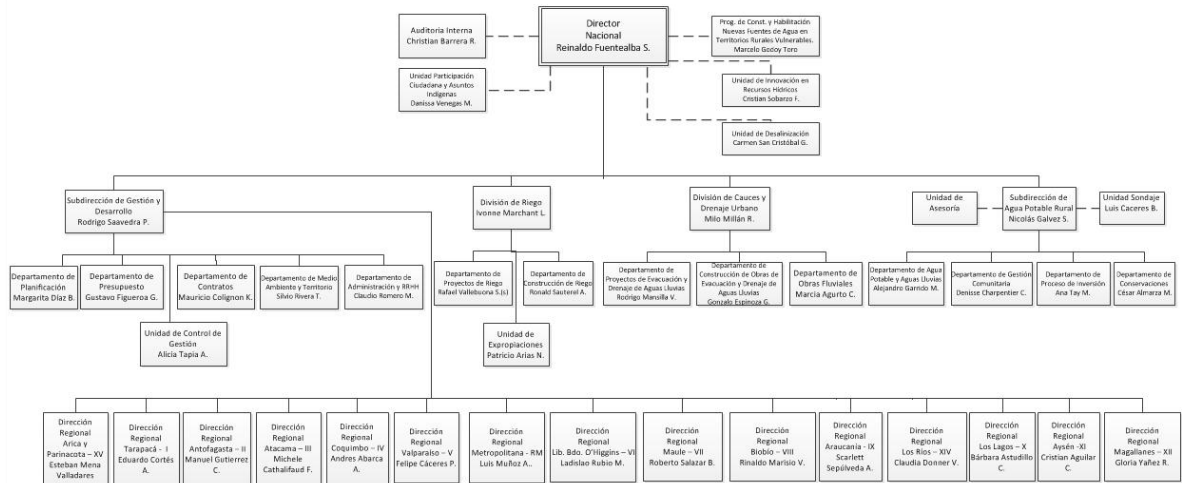 Director
Nacional
Reinaldo Fuentealba S.
Auditoria Interna
Christian Barrera R.
Prog. de Const. y Habilitación
Nuevas Fuentes de Agua en
Territorios Rurales Vulnerables.
Marcelo Godoy Toro
Unidad Participación
Ciudadana y Asuntos
Indígenas
Danissa Venegas M.
Unidad de Innovación en
Recursos Hídricos
Cristian Sobarzo F.
Unidad de Desalinización
Carmen San Cristóbal G.
Subdirección de Gestión y
Desarrollo
Rodrigo Saavedra P.
División de Riego
Ivonne Marchant L.
División de Cauces y
Drenaje Urbano
Milo Millán R.
Unidad de
Asesoría
Subdirección de
Agua Potable Rural
Nicolás Galvez S.
Unidad Sondaje
Luis Caceres B.
Departamento de
Planificación
Margarita Díaz B.
Departamento de
Presupuesto
Gustavo Figueroa G.
Departamento de
Contratos
Mauricio Colignon K.
Departamento de Medio
Ambiente y Territorio
Silvio Rivera T.
Departamento de
Administración y RRHH
Claudio Romero M.
Departamento de
Proyectos de Riego
Rafael Vallebuona S.(s)
Departamento de
Construcción de Riego
Ronald Sauterel A.
Departamento de
Proyectos de Evacuación y
Drenaje de Aguas Lluvias
Rodrigo Mansilla V.
Departamento de
Construcción de Obras de
Evacuación y Drenaje de
Aguas Lluvias
Gonzalo Espinoza G.
Departamento de
Obras Fluviales
Marcia Agurto C.
Departamento de Agua
Potable y Aguas Lluvias
Alejandro Garrido M.
Departamento de Gestión
Comunitaria
Denisse Charpentier C.
Departamento de
Proceso de Inversión
Ana Tay M.
Departamento de
Conservaciones
César Almarza M.
Unidad de Control de
Gestión
Alicia Tapia A.
Unidad de
Expropiaciones
Patricio Arias N.
Dirección
Regional
Arica y
Parinacota – XV
Esteban Mena
Valladares
Dirección
Regional
Tarapacá - I
Eduardo Cortés
A.
Dirección
Regional
Antofagasta – II
Manuel Gutierrez
C.
Dirección
Regional
Atacama – III
Michele
Cathalifaud F.
Dirección
Regional
Coquimbo – IV
Andres Abarca
A.
Dirección
Regional
Valparaíso – V
Felipe Cáceres P.
Dirección
Regional
Metropolitana - RM
Luis Muñoz A..
Dirección
Regional
Lib. Bdo. O'Higgins – VI
Ladislao Rubio M.
Dirección
Regional
Maule – VII
Roberto Salazar B.
Dirección
Regional
Biobío – VIII
Rinaldo Marisio V.
Dirección
Regional
Araucanía - IX
Scarlett
Sepúlveda A.
Dirección
Regional
Los Ríos – XIV
Claudia Donner V.
Dirección
Regional
Los Lagos – X
Bárbara Astudillo
C.
Dirección
Regional
Aysén -XI
Cristian Aguilar
C.
Dirección
Regional
Magallanes – XII
Gloria Yañez R.